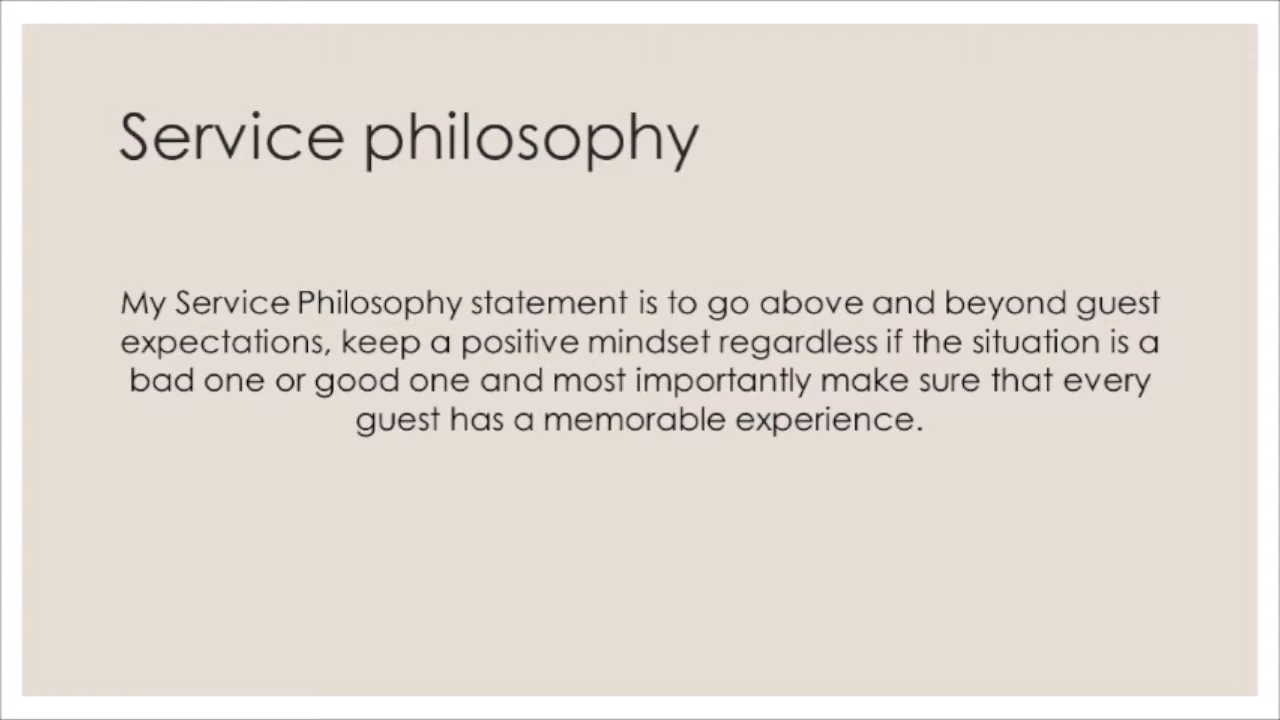 Service philosophy
My Service Philosophy statement is to go above and beyond guest
expectations, keep a positive mindset regardless if the situation is a
bad one or good one and most importantly make sure that every
guest has a memorable experience.